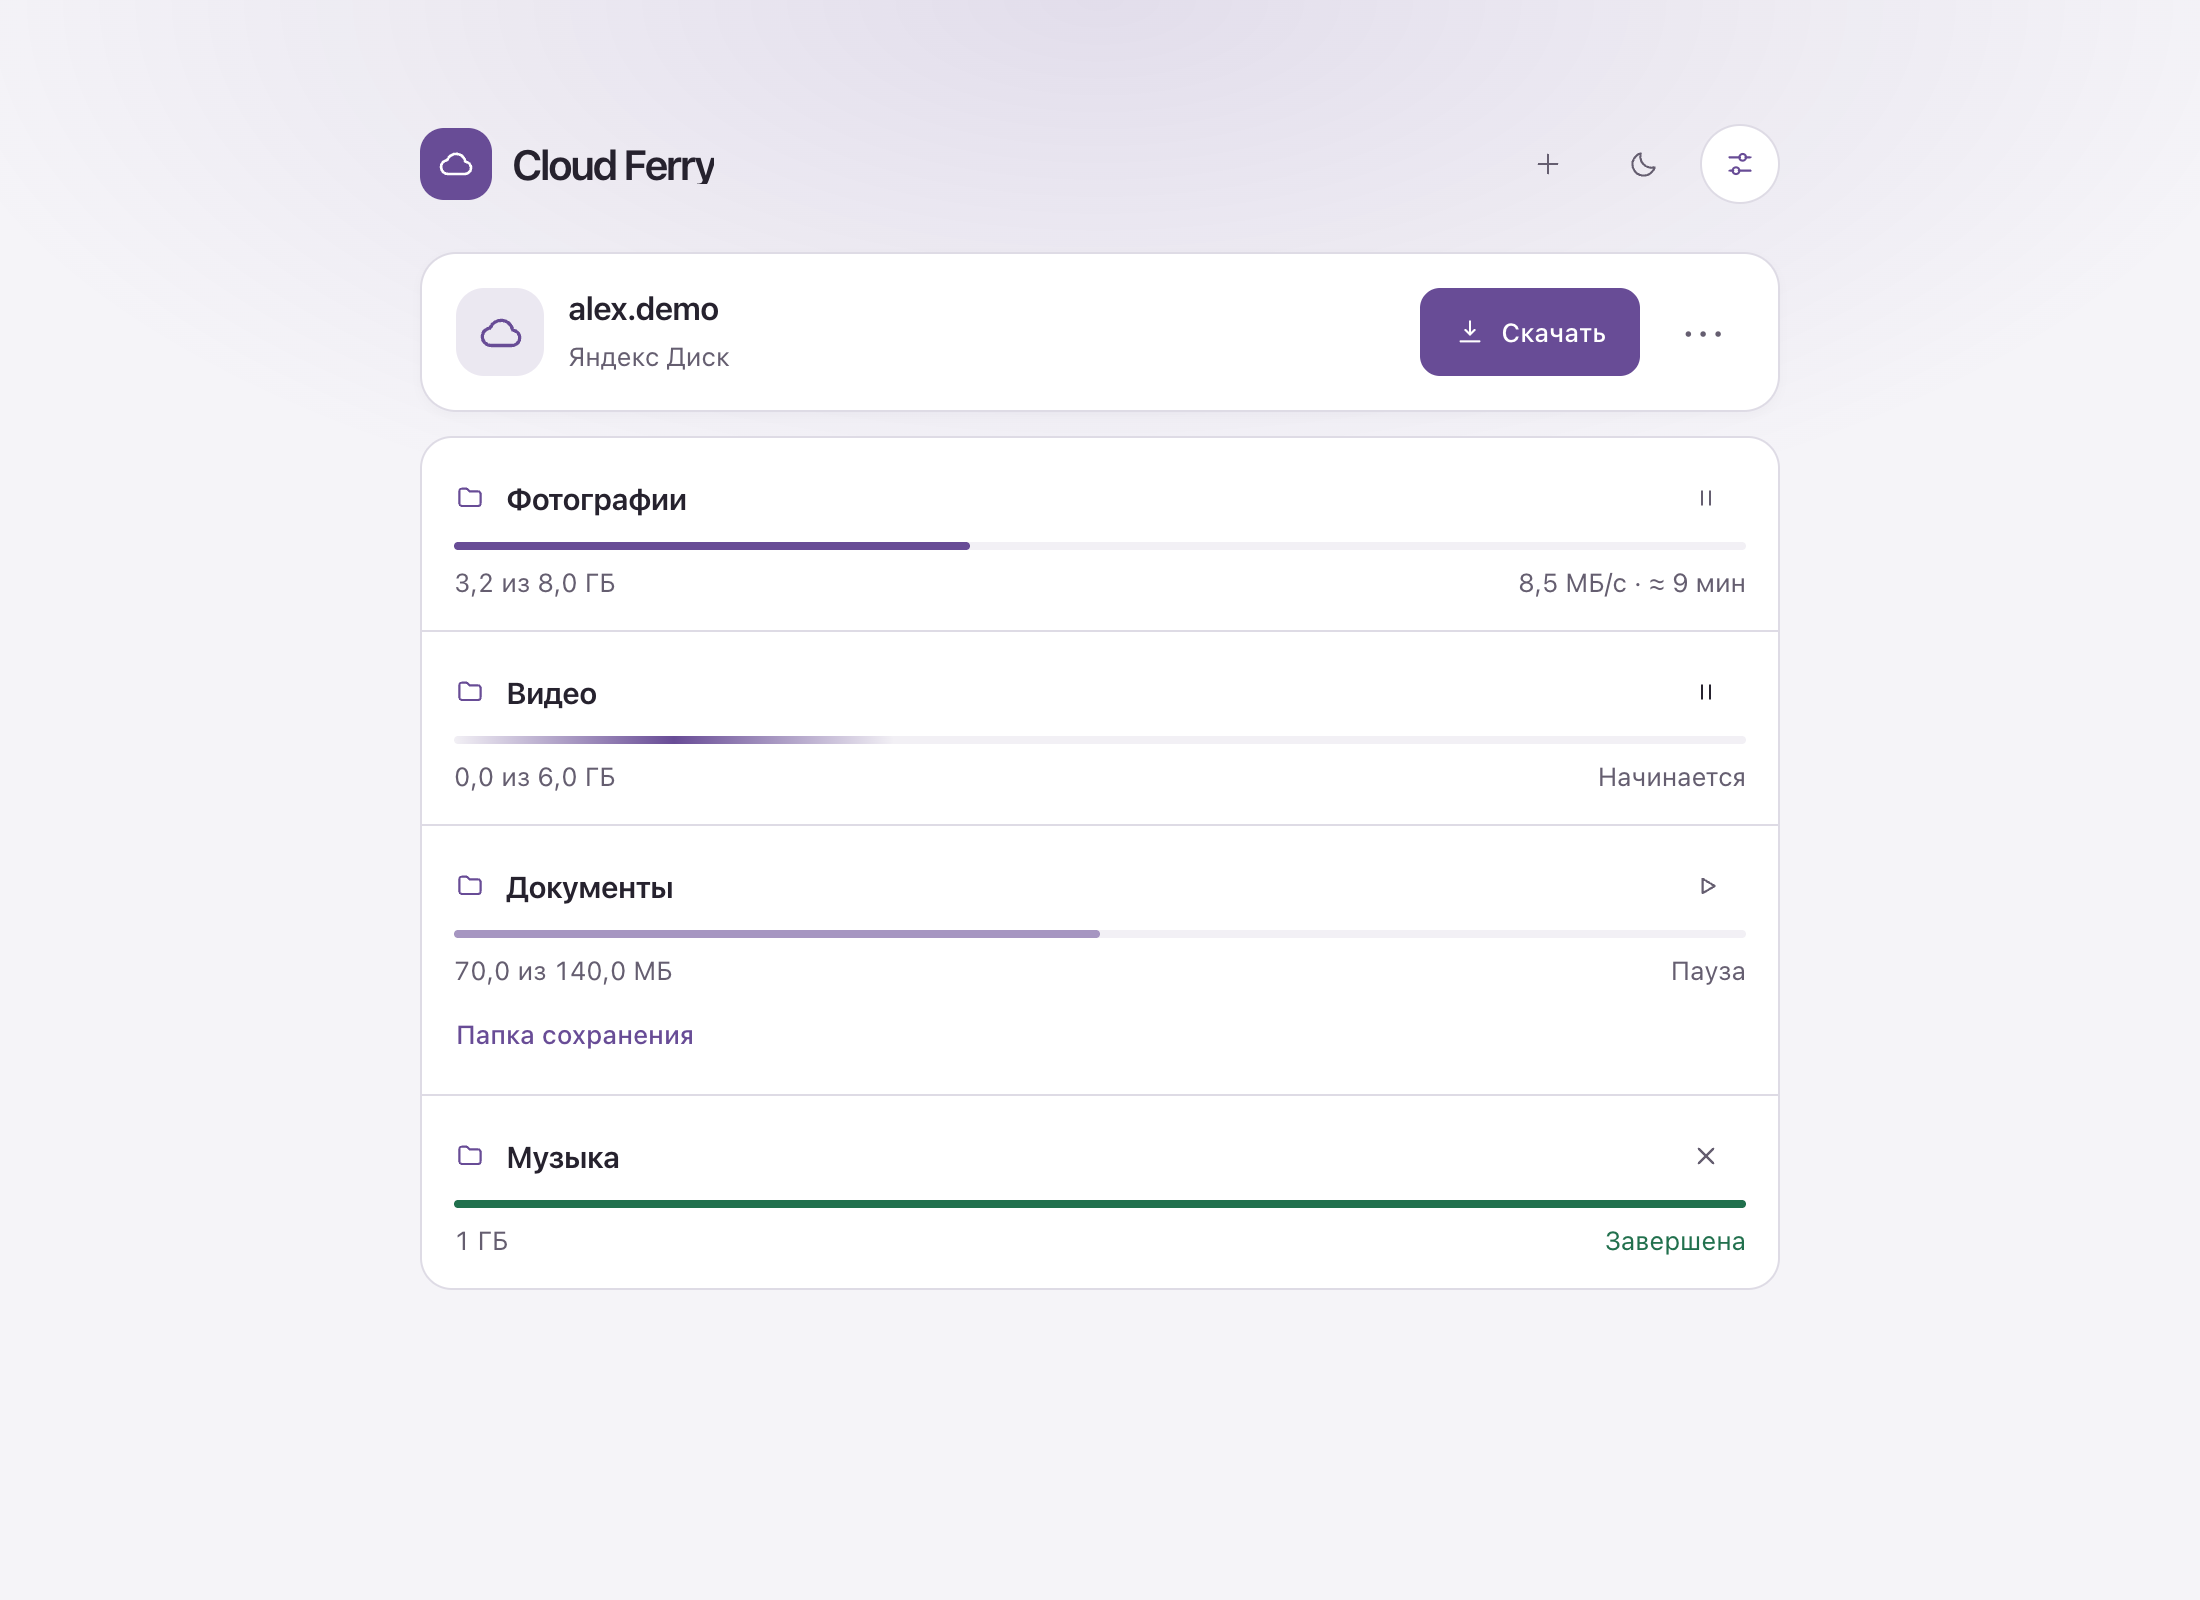 Cloud Ferry
alex.demo
Яндекс Диск
Скачать
Фотографии
3,2 из 8,0 ГБ
8,5 МБ/с · ≈ 9 мин
Видео
0,0 из 6,0 ГБ
Начинается
Документы
70,0 из 140,0 МБ
Пауза
Папка сохранения
Музыка
1 ГБ
Завершена